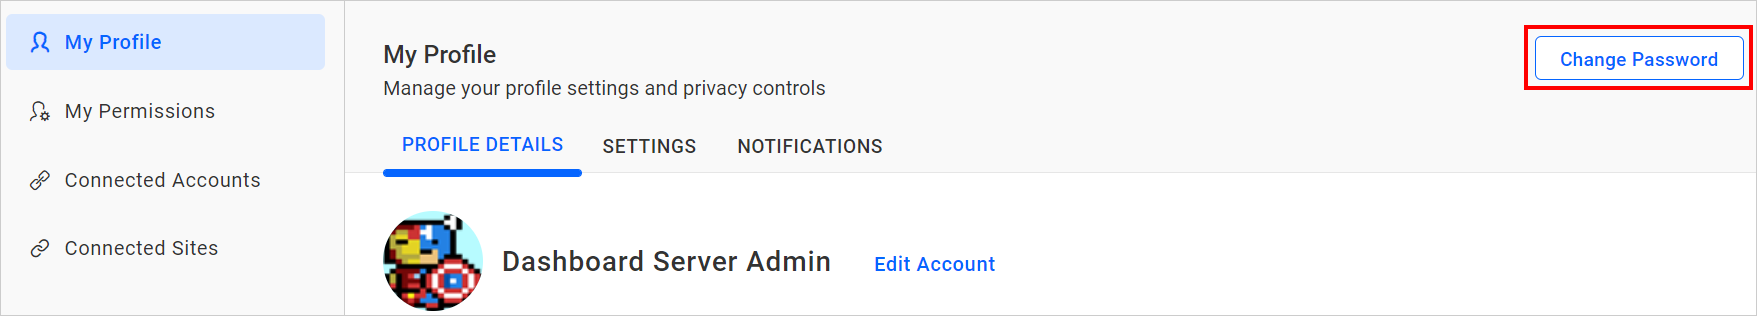 My Profile
My Permissions
Connected Accounts
Connected Sites
My Profile
Manage your profile settings and privacy controls
Change Password
PROFILE DETAILS
SETTINGS
NOTIFICATIONS
Dashboard Server Admin
Edit Account